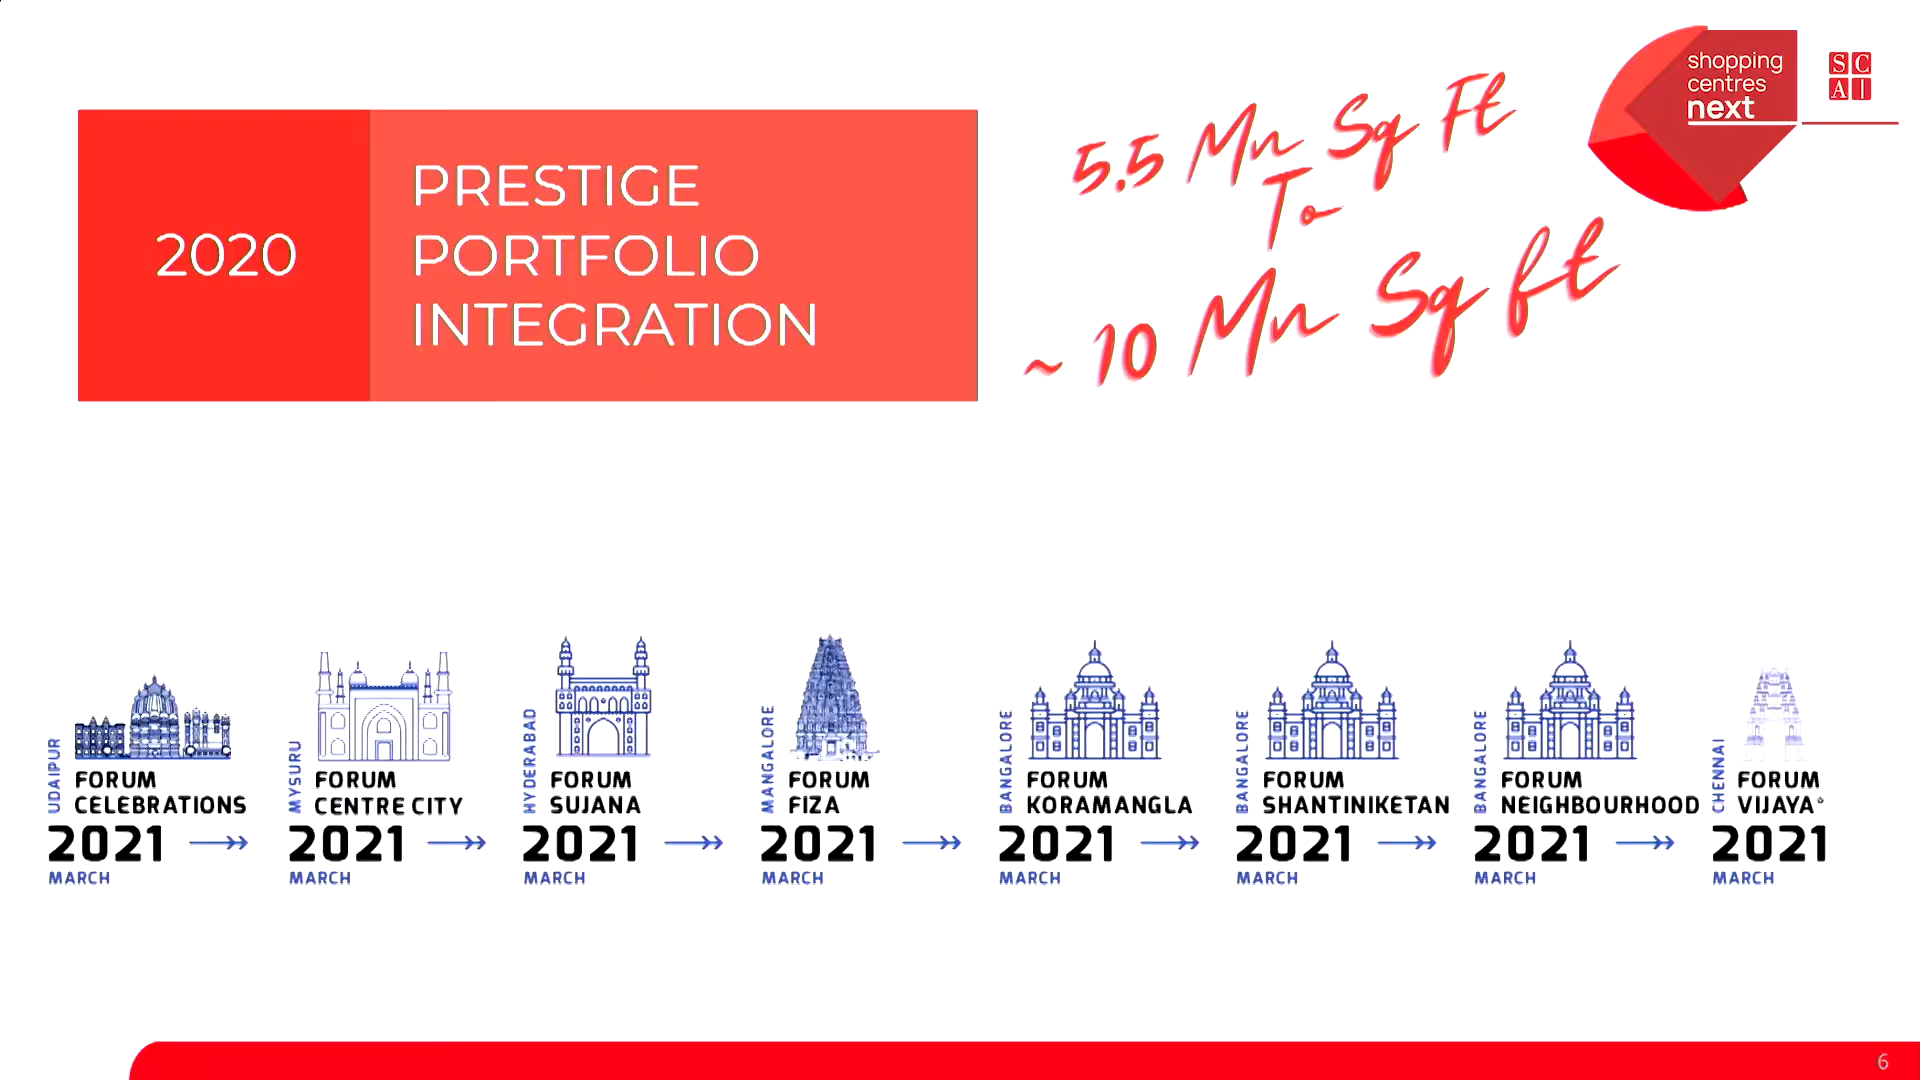 shopping
centres
next
SC
AI
2020
PRESTIGE
PORTFOLIO
INTEGRATION
5.5 Mn Sq Ft
To
~ 10 Mn Sq ft
UDAIPUR
FORUM
CELEBRATIONS
2021
MARCH
MYSURU
FORUM
CENTRE CITY
2021
MARCH
HYDERABAD
FORUM
SUJANA
2021
MARCH
MANGALORE
FORUM
FIZA
2021
MARCH
BANGALORE
FORUM
KORAMANGLA
2021
MARCH
BANGALORE
FORUM
SHANTINIKETAN
2021
MARCH
BANGALORE
FORUM
NEIGHBOURHOOD
2021
MARCH
CHENNAI
FORUM
VIJAYA*
2021
MARCH
6